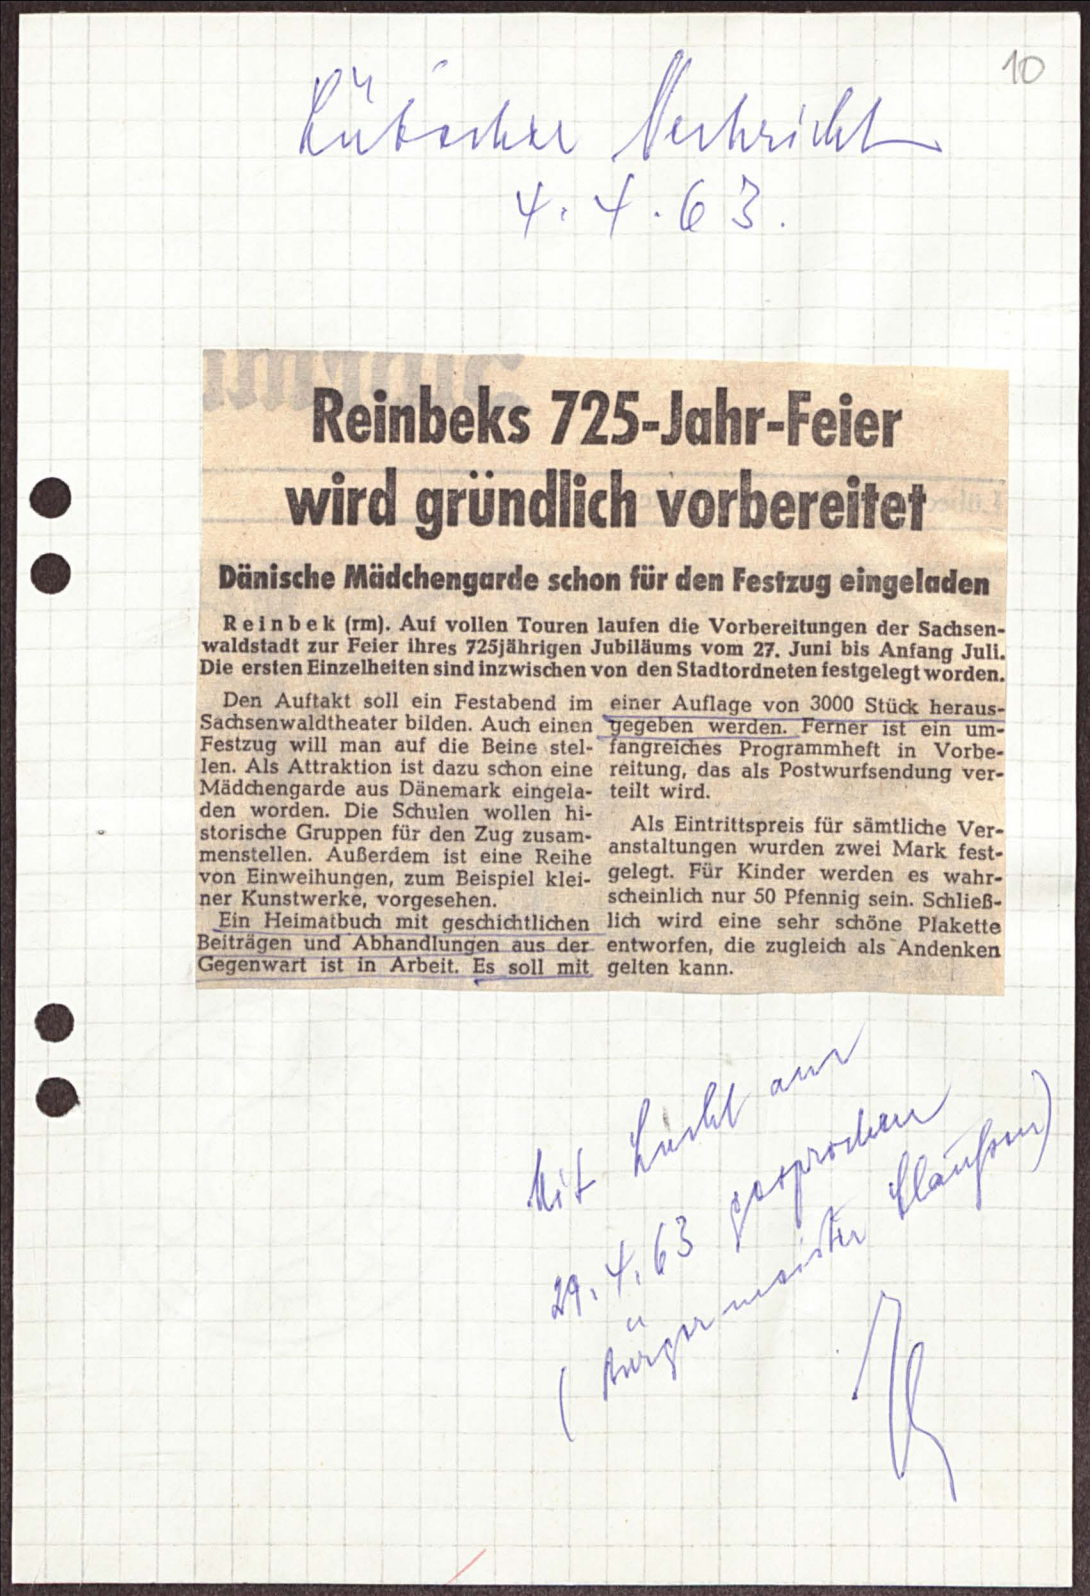 10
Lübecker Nachricht
4.4.63.
Reinbeks 725-Jahr-Feier
wird gründlich vorbereitet
Dänische Mädchengarde schon für den Festzug eingeladen
Reinbek (rm). Auf vollen Touren laufen die Vorbereitungen der Sachsen-
waldstadt zur Feier ihres 725jährigen Jubiläums vom 27. Juni bis Anfang Juli.
Die ersten Einzelheiten sind inzwischen von den Stadtordneten festgelegt worden.
Den Auftakt soll ein Festabend im
Sachsenwaldtheater bilden. Auch einen
Festzug will man auf die Beine stel-
len. Als Attraktion ist dazu schon eine
Mädchengarde aus Dänemark eingela-
den worden. Die Schulen wollen hi-
storische Gruppen für den Zug zusam-
menstellen. Außerdem ist eine Reihe
von Einweihungen, zum Beispiel klei-
ner Kunstwerke, vorgesehen.
Ein Heimatbuch mit geschichtlichen
Beiträgen und Abhandlungen aus der
Gegenwart ist in Arbeit. Es soll mit
einer Auflage von 3000 Stück heraus-
gegeben werden. Ferner ist ein um-
fangreiches Programmheft in Vorbe-
reitung, das als Postwurfsendung ver-
teilt wird.
Als Eintrittspreis für sämtliche Ver-
anstaltungen wurden zwei Mark fest-
gelegt. Für Kinder werden es wahr-
scheinlich nur 50 Pfennig sein. Schließ-
lich wird eine sehr schöne Plakette
entworfen, die zugleich als Andenken
gelten kann.
Mit am
29.4.63 gesprochen
(Bürgermeister Claußen)